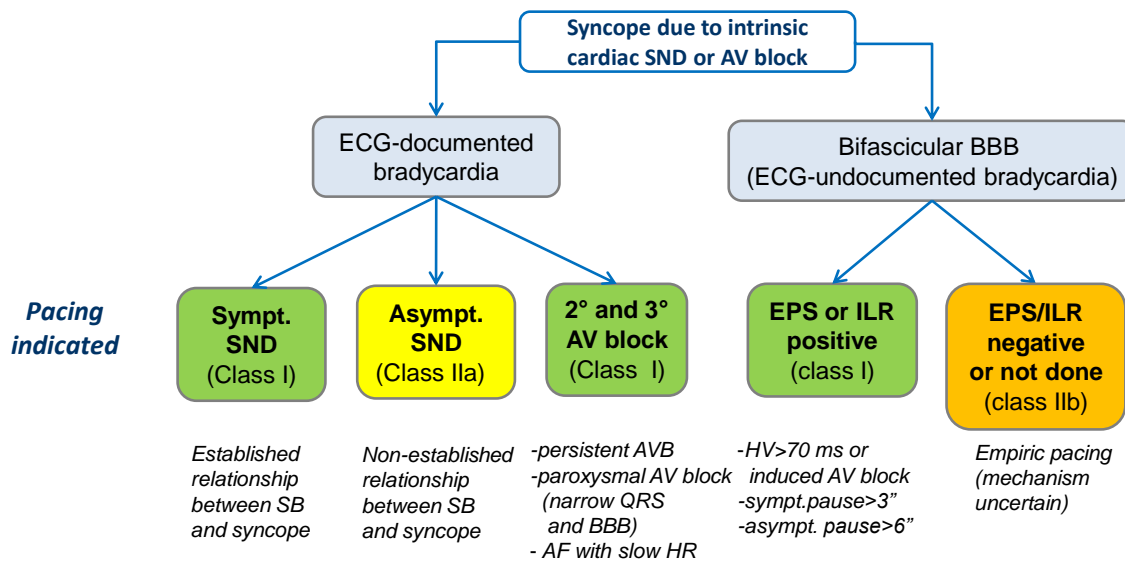 Syncope due to intrinsic
cardiac SND or AV block
ECG-documented
bradycardia
Bifascicular BBB
(ECG-undocumented bradycardia)
Pacing
indicated
Sympt.
SND
(Class I)
Asympt.
SND
(Class IIa)
2° and 3°
AV block
(Class I)
EPS or ILR
positive
(class I)
EPS/ILR
negative
or not done
(class IIb)
Established
relationship
between SB
and syncope
Non-established
relationship
between SB
and syncope
-persistent AVB
-paroxysmal AV block
(narrow QRS
and BBB)
- AF with slow HR
-HV>70 ms or
induced AV block
-sympt.pause>3”
-asympt. pause>6”
Empiric pacing
(mechanism
uncertain)